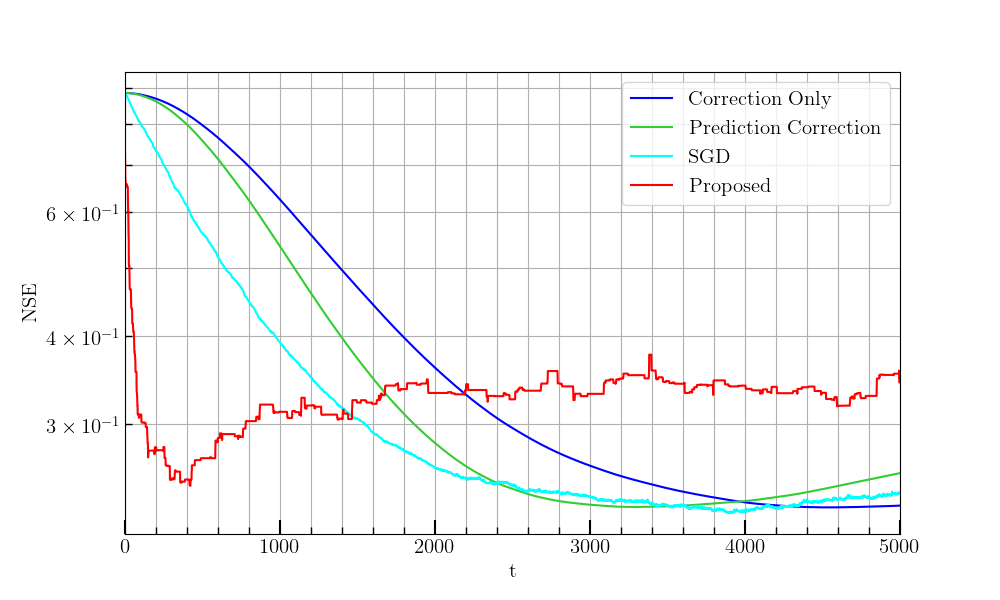 Correction Only
Prediction Correction
SGD
Proposed
6 × 10⁻¹
4 × 10⁻¹
3 × 10⁻¹
NSE
0 1000 2000 3000 4000 5000
t